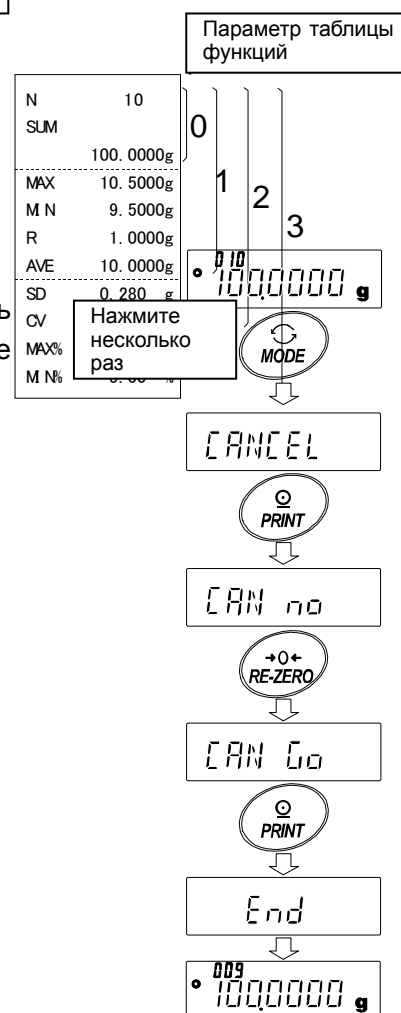 Параметр таблицы
функций
N 10
SUM
100.0000g
MAX 10.5000g
MIN 9.5000g
R 1.0000g
AVE 10.0000g
SD 0.280 g
CV
MAX%
MIN% %
0
1
2
3
ь
е
Нажмите
несколько
раз
010
100.0000 g
MODE
CANCEL
PRINT
CAN no
→0←
RE-ZERO
CAN Go
PRINT
End
009
100.0000 g